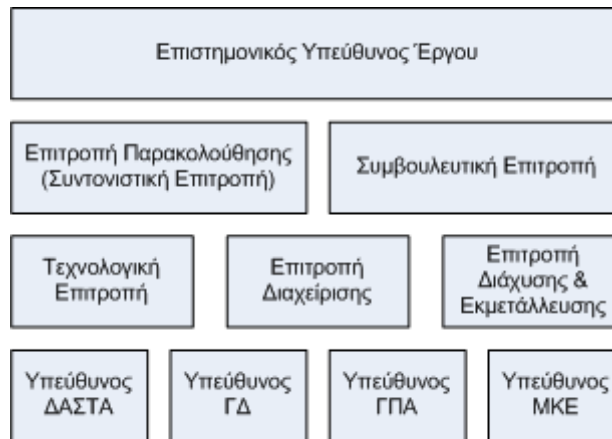 Επιστημονικός Υπεύθυνος Έργου
Επιτροπή Παρακολούθησης
(Συντονιστική Επιτροπή)
Συμβουλευτική Επιτροπή
Τεχνολογική
Επιτροπή
Επιτροπή
Διαχείρισης
Επιτροπή
Διάχυσης &
Εκμετάλλευσης
Υπεύθυνος
ΔΑΣΤΑ
Υπεύθυνος
ΓΔ
Υπεύθυνος
ΓΠΑ
Υπεύθυνος
ΜΚΕ